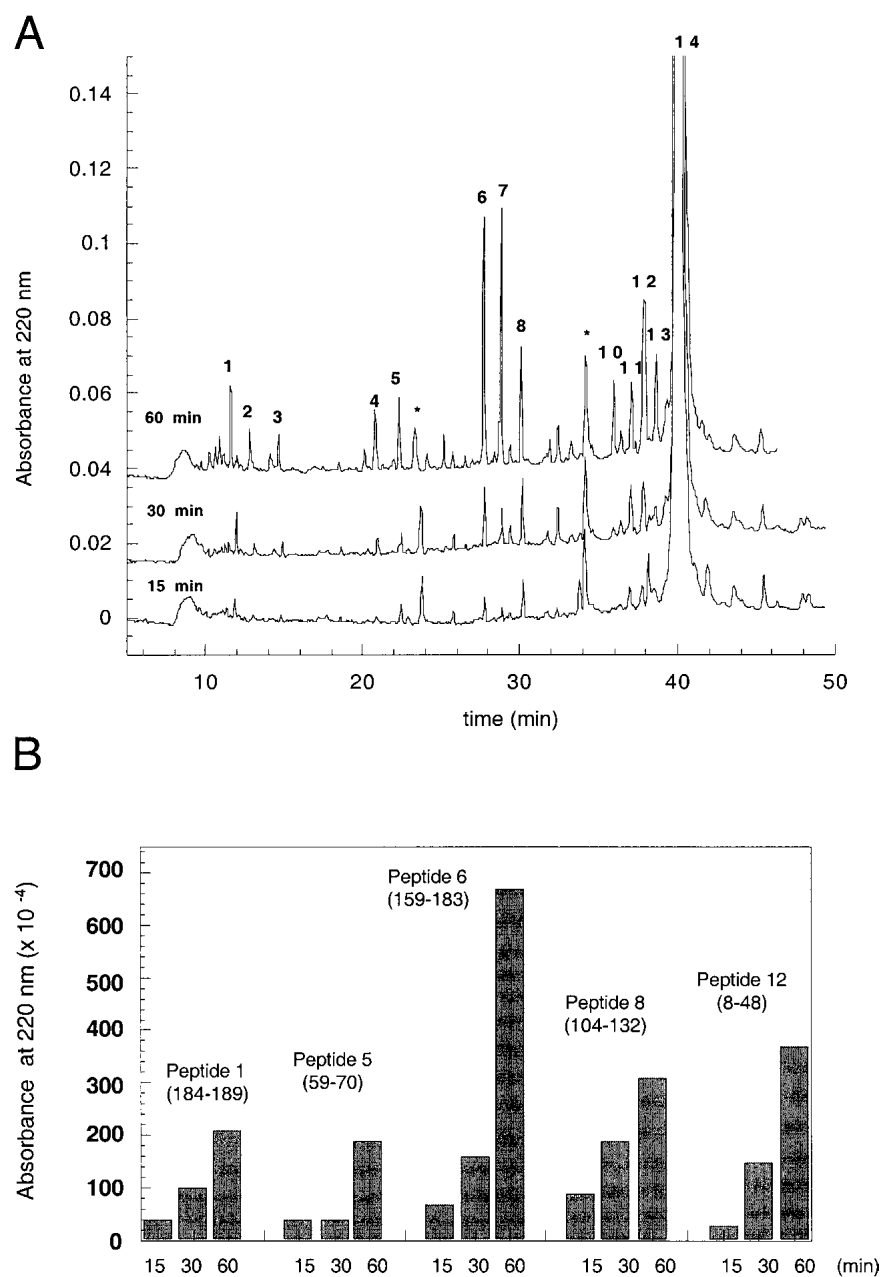 A
1 4
0.14
0.12
0.1
0.08
0.06
0.04
0.02
0
Absorbance at 220 nm
6
7
1 2
8
*
1 3
1 0
1 1
1
5
4
*
2
3
60 min
30 min
15 min
10
20
30
40
50
time (min)
B
700
600
500
400
300
200
100
0
Absorbance at 220 nm (x 10 -4)
Peptide 6
(159-183)
Peptide 12
(8-48)
Peptide 8
(104-132)
Peptide 5
(59-70)
Peptide 1
(184-189)
15 30 60 15 30 60 15 30 60 15 30 60 15 30 60 (min)